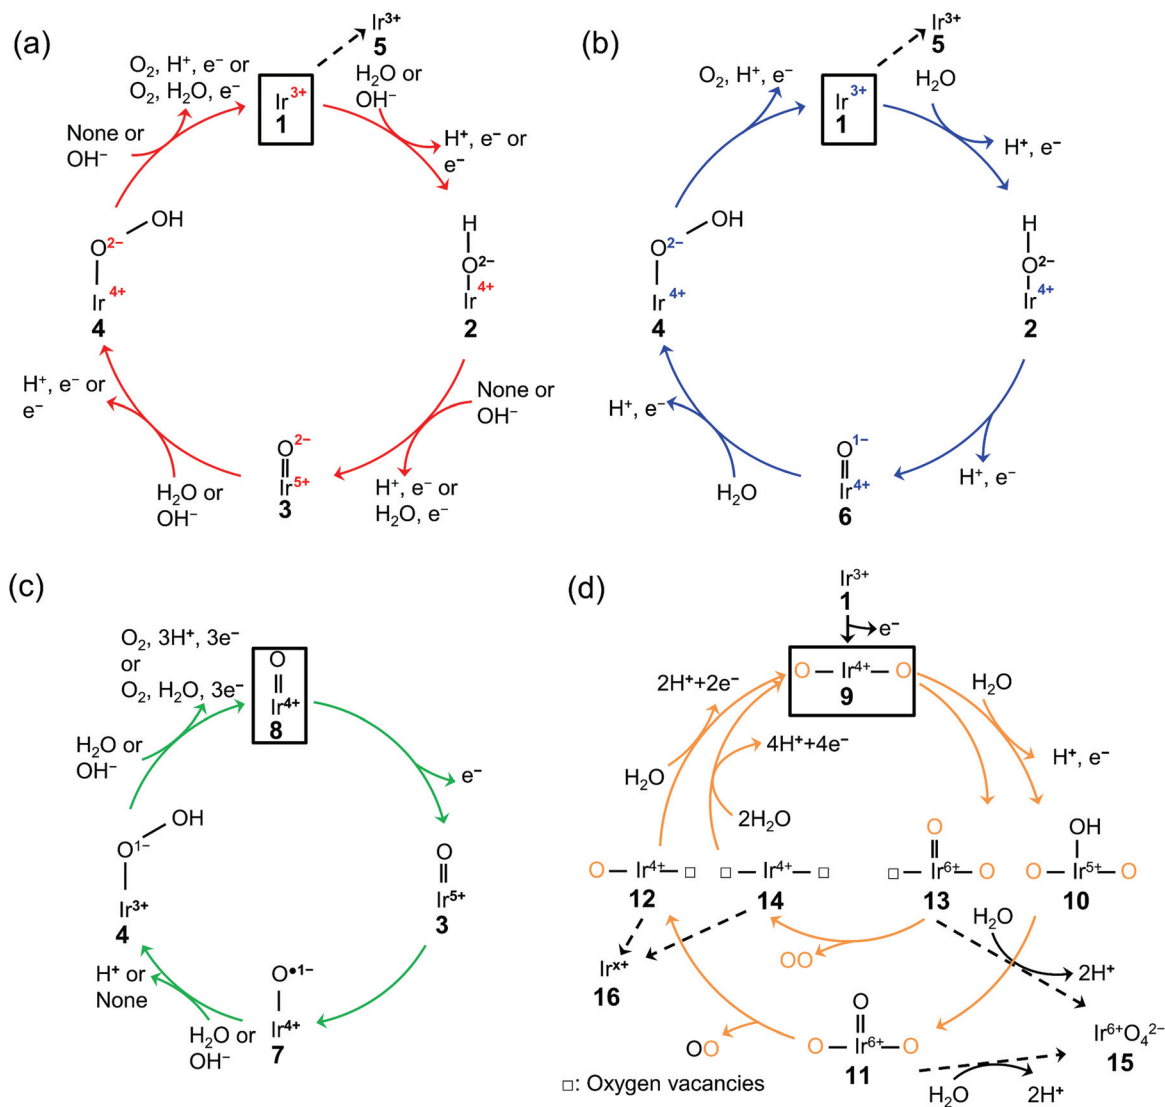 (a)
Ir³⁺
5
O₂, H⁺, e⁻ or
O₂, H₂O, e⁻
Ir³⁺
1
H₂O or
OH⁻
None or
OH⁻
H⁺, e⁻ or
e⁻
OH
O²⁻
Ir⁴⁺
4
H
O²⁻
Ir⁴⁺
2
H⁺, e⁻ or
e⁻
None or
OH⁻
H₂O or
OH⁻
O²⁻
Ir⁵⁺
3
H⁺, e⁻ or
H₂O, e⁻
(b)
Ir³⁺
5
O₂, H⁺, e⁻
Ir³⁺
1
H₂O
H⁺, e⁻
OH
O²⁻
Ir⁴⁺
4
H
O²⁻
Ir⁴⁺
2
H⁺, e⁻
H₂O
O¹⁻
Ir⁴⁺
6
H⁺, e⁻
(c)
O₂, 3H⁺, 3e⁻
or
O₂, H₂O, 3e⁻
O
Ir⁴⁺
8
H₂O or
OH⁻
e⁻
OH
O¹⁻
Ir³⁺
4
O
Ir⁵⁺
3
H⁺ or
None
H₂O or
OH⁻
O•¹⁻
Ir⁴⁺
7
(d)
Ir³⁺
1
e⁻
O Ir⁴⁺ O
9
2H⁺+2e⁻
H₂O
H₂O
4H⁺+4e⁻
H⁺, e⁻
2H₂O
O Ir⁴⁺ □
12
□ Ir⁴⁺ □
14
O
□ Ir⁶⁺ O
13
OH
O Ir⁵⁺ O
10
Irˣ⁺
16
OO
H₂O
2H⁺
OO
O
O Ir⁶⁺ O
11
Ir⁶⁺O₄²⁻
15
H₂O
2H⁺
□: Oxygen vacancies